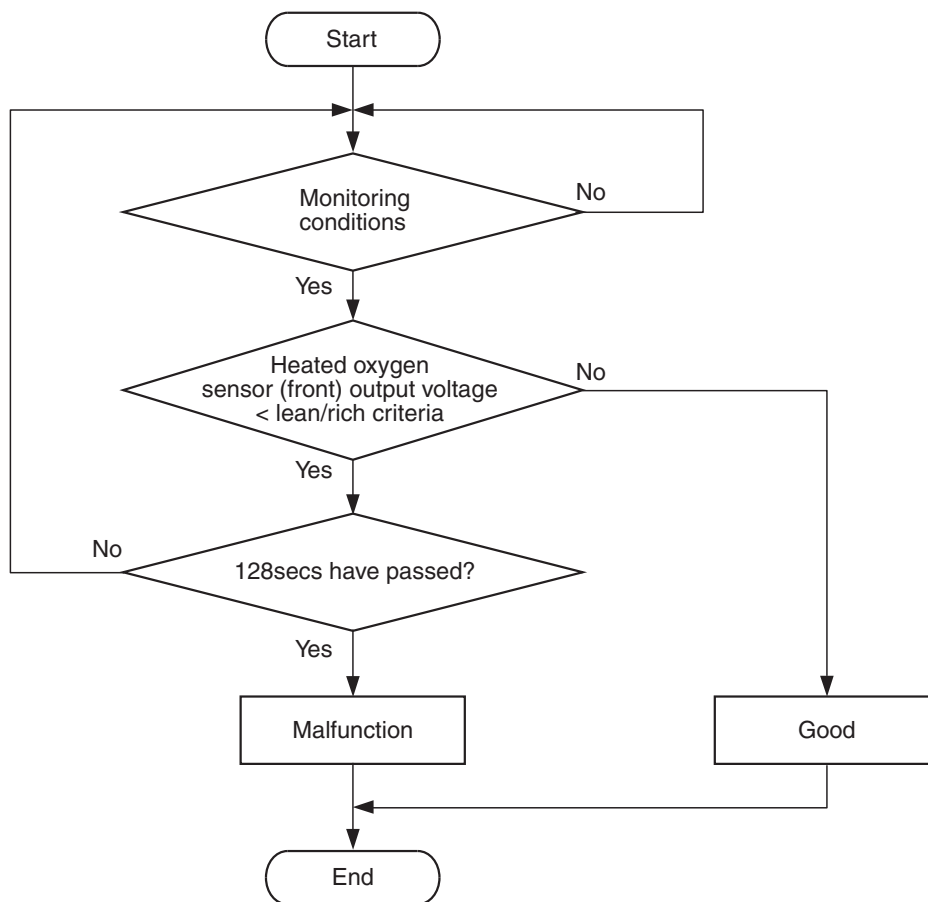 Start
Monitoring
conditions
No
Yes
Heated oxygen
sensor (front) output voltage
< lean/rich criteria
No
Yes
No
128secs have passed?
Yes
Malfunction
Good
End